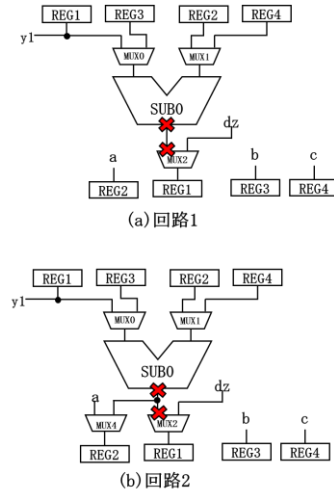 REG1 REG3 REG2 REG4
y1
MUX0 MUX1
SUB0
dz
MUX2
a b c
REG2 REG1 REG3 REG4
(a)回路1
REG1 REG3 REG2 REG4
y1
MUX0 MUX1
SUB0
dz
a b c
MUX4 MUX2
REG2 REG1 REG3 REG4
(b)回路2